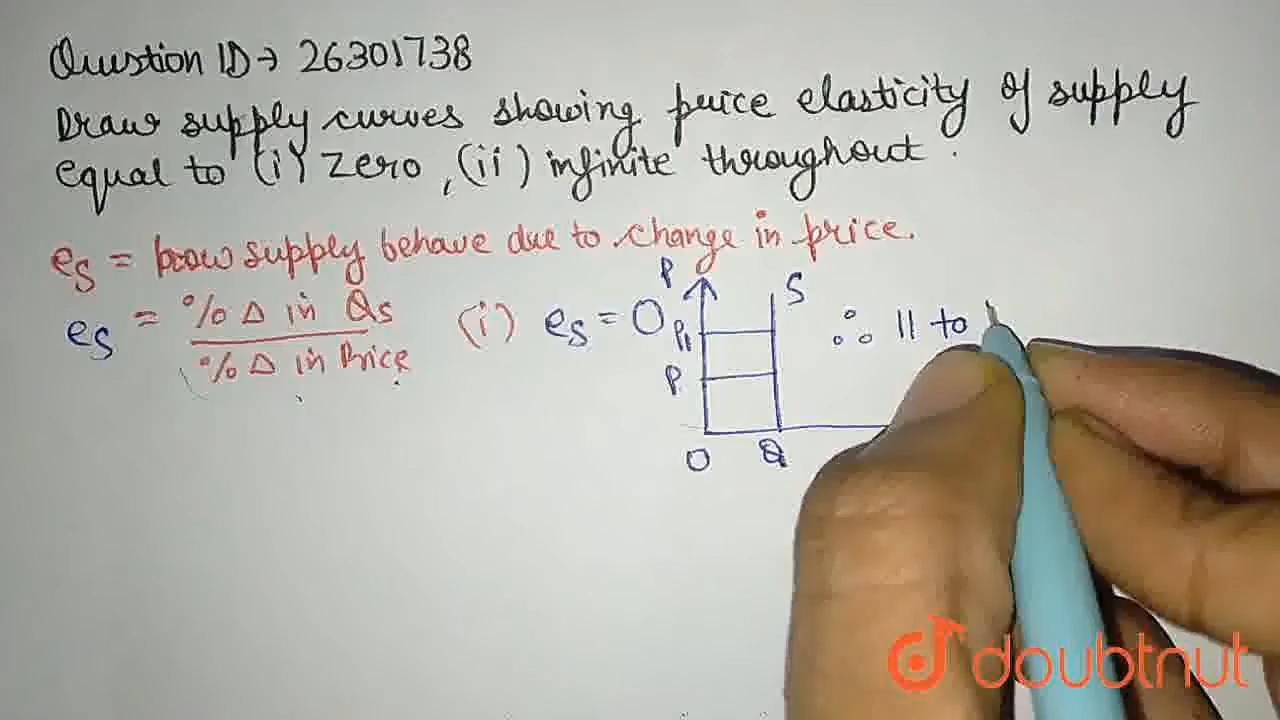 Question ID → 26301738
Draw supply curves showing price elasticity of supply
equal to (i) zero, (ii) infinite throughout.
es = how supply behave due to change in price.
es = % Δ in Qs / % Δ in Price
(i) es = 0
P
S
P1
P
O
Q
∴ || to
doubtnut